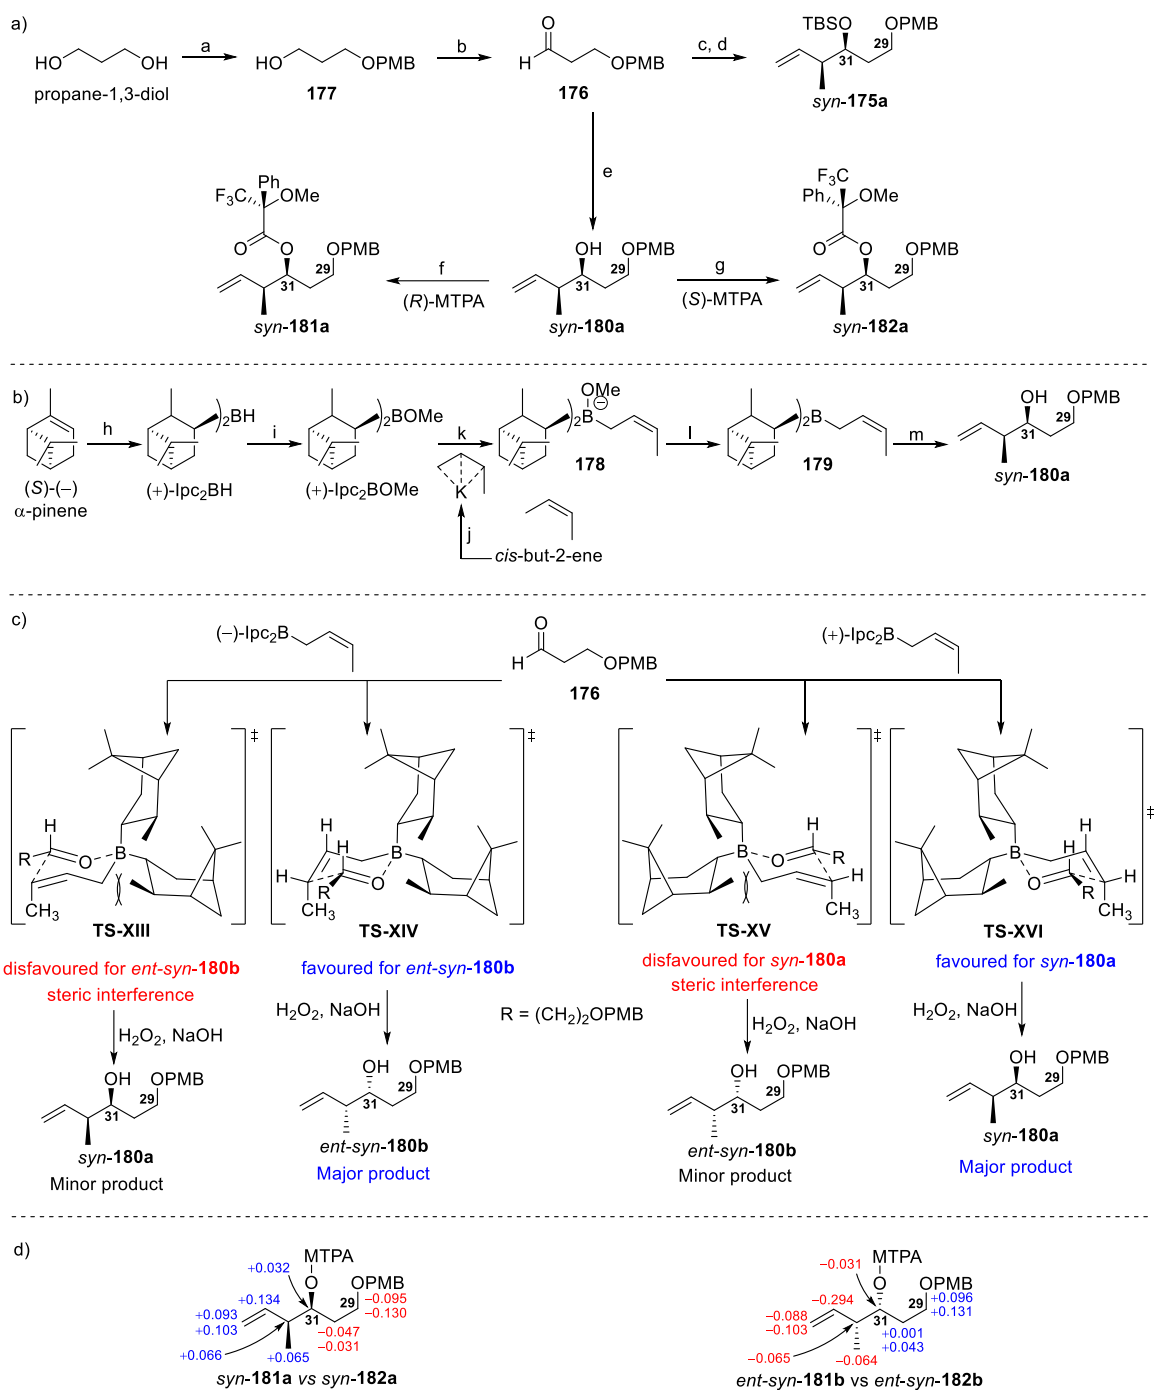 a)
HO
OH
propane-1,3-diol
a
HO
OPMB
177
b
O
H
OPMB
176
c, d
TBSO
OPMB
29
31
syn-175a
e
Ph
F3C
OMe
O
O
OPMB
29
31
syn-181a
f
(R)-MTPA
OH
OPMB
29
31
syn-180a
g
(S)-MTPA
CF3
Ph
OMe
O
O
OPMB
29
31
syn-182a
b)
(S)-(−)
α-pinene
h
)2BH
(+)-Ipc2BH
i
)2BOMe
(+)-Ipc2BOMe
k
K
j
cis-but-2-ene
OMe
)2B
−
178
l
)2B
179
m
OH
OPMB
29
31
syn-180a
c)
(−)-Ipc2B
O
H
OPMB
176
(+)-Ipc2B
‡
H
R
O
B
CH3
TS-XIII
‡
H
H
R
O
B
CH3
TS-XIV
‡
H
B
O
R
H
CH3
TS-XV
‡
H
B
O
R
H
CH3
TS-XVI
disfavoured for ent-syn-180b
steric interference
favoured for ent-syn-180b
disfavoured for syn-180a
steric interference
favoured for syn-180a
H2O2, NaOH
H2O2, NaOH
R = (CH2)2OPMB
H2O2, NaOH
H2O2, NaOH
OH
OPMB
29
31
syn-180a
Minor product
OH
OPMB
29
31
ent-syn-180b
Major product
OH
OPMB
29
31
ent-syn-180b
Minor product
OH
OPMB
29
31
syn-180a
Major product
d)
MTPA
+0.032
O
OPMB
29
−0.095
−0.130
+0.134
+0.093
+0.103
31
−0.047
−0.031
+0.066
+0.065
syn-181a vs syn-182a
MTPA
−0.031
O
OPMB
29
+0.096
+0.131
−0.294
−0.088
−0.103
31
+0.001
+0.043
−0.065
−0.064
ent-syn-181b vs ent-syn-182b